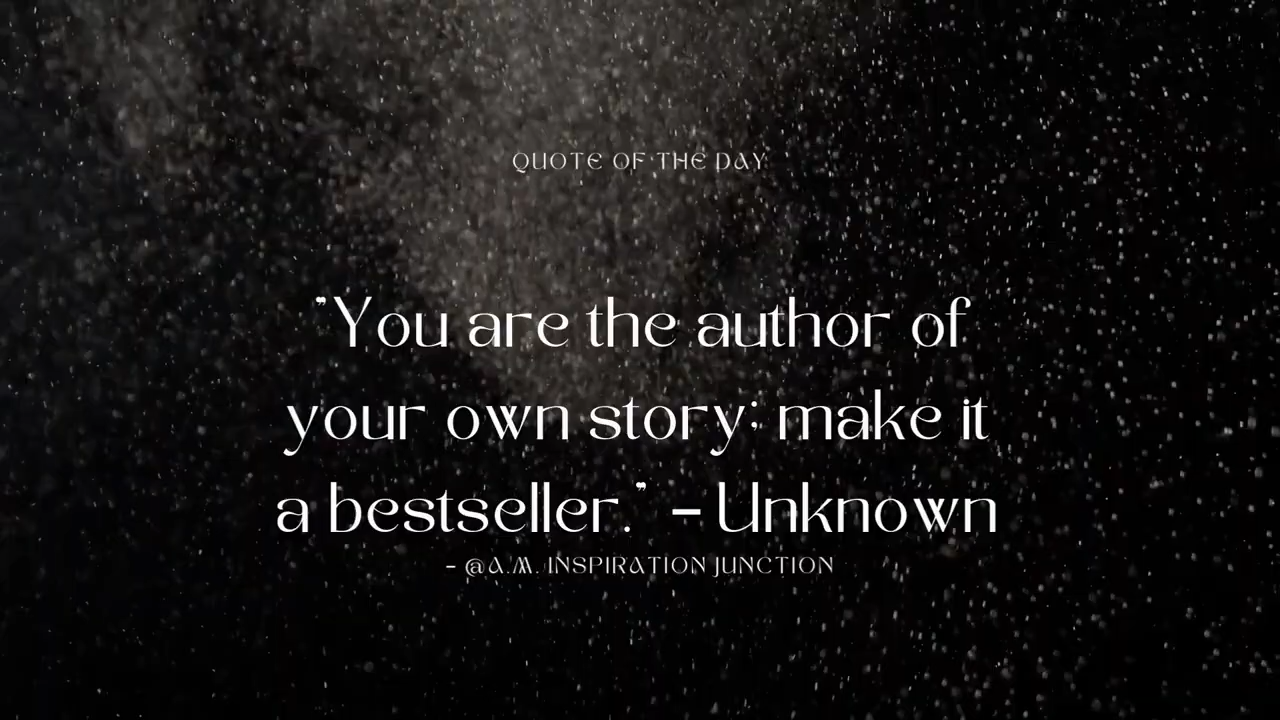 QUOTE OF THE DAY
"You are the author of
your own story; make it
a bestseller." – Unknown
- @A.M. INSPIRATION JUNCTION